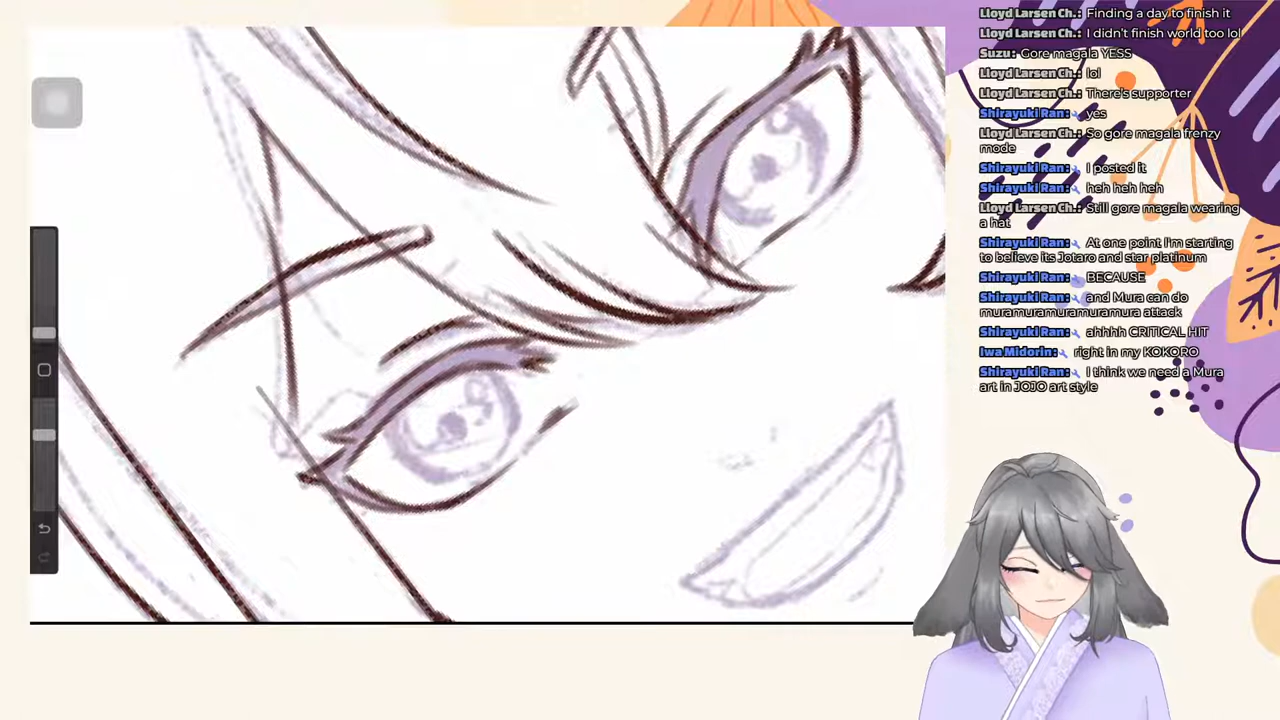 Lloyd Larsen Ch.: Finding a day to finish it
Lloyd Larsen Ch.: I didn't finish world too lol
Suzu: Gore magala YESS
Lloyd Larsen Ch.: lol
Lloyd Larsen Ch.: There's supporter
Shirayuki Ran: yes
Lloyd Larsen Ch.: So gore magala frenzy
mode
Shirayuki Ran: I posted it
Shirayuki Ran: heh heh heh
Lloyd Larsen Ch.: Still gore magala wearing
a hat
Shirayuki Ran: At one point I'm starting
to believe its Jotaro and star platinum
Shirayuki Ran: BECAUSE
Shirayuki Ran: and Mura can do
muramuramuramuramura attack
Shirayuki Ran: ahhhh CRITICAL HIT
Iwa Midorin: right in my KOKORO
Shirayuki Ran: I think we need a Mura
art in JOJO art style